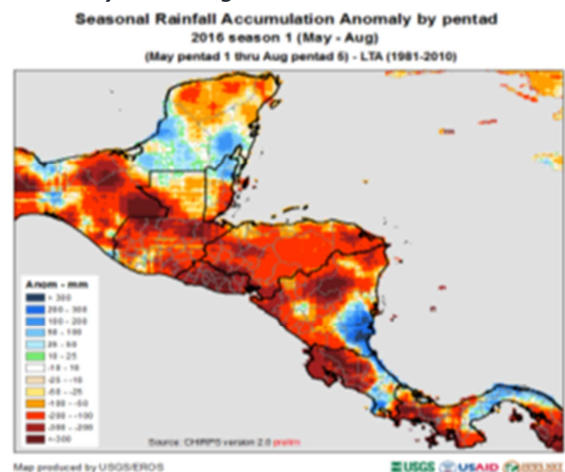 Seasonal Rainfall Accumulation Anomaly by pentad
2016 season 1 (May - Aug)
(May pentad 1 thru Aug pentad 5) - LTA (1981-2010)
Anom - mm
> 300
200 - 300
100 - 200
50 - 100
25 - 50
10 - 25
-10 - 10
-25 - -10
-50 - -25
-100 - -50
-200 - -100
-300 - -200
<-300
Source: CHIRPS version 2.0 prelim
Map produced by USGS/EROS
USGS
USAID